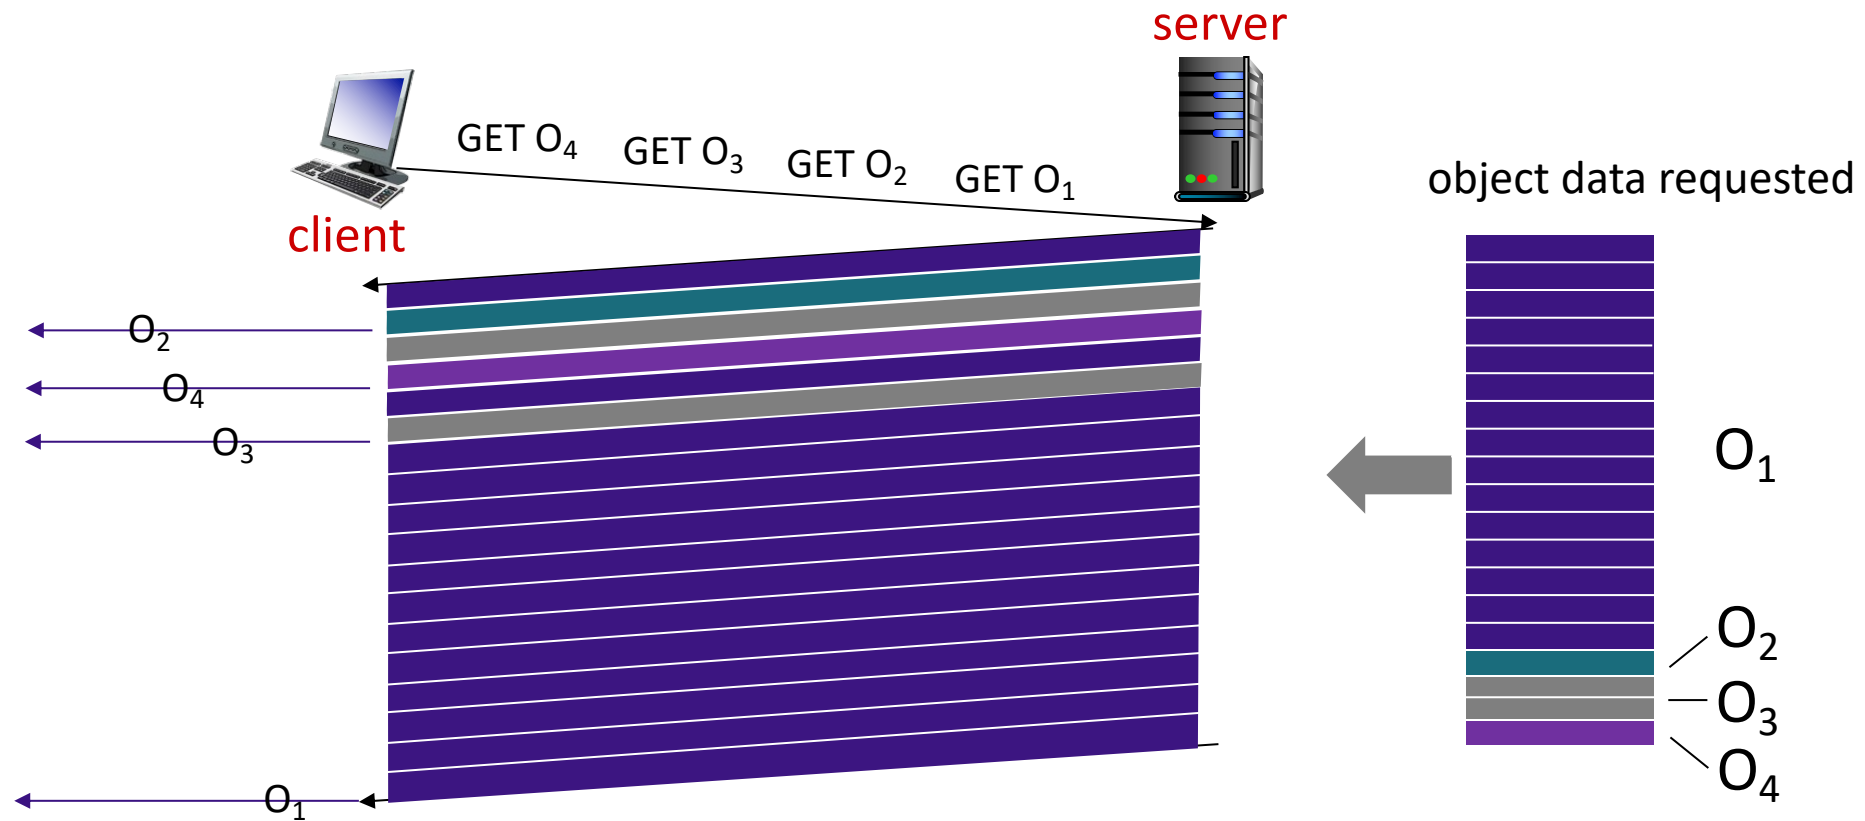 server
GET O4
GET O3
GET O2
GET O1
object data requested
client
O2
O4
O3
O1
O1
O2
O3
O4